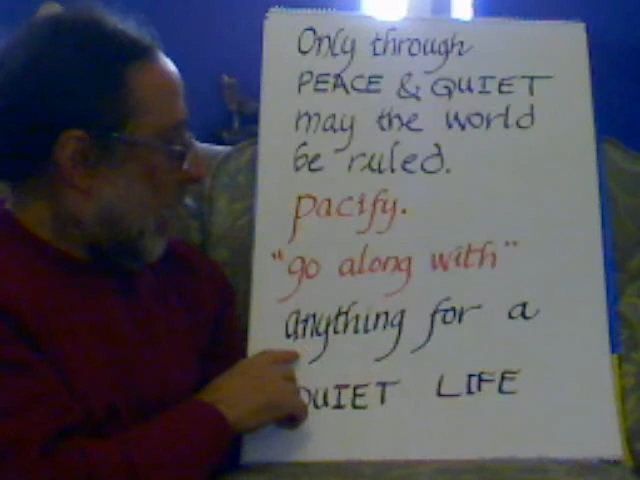 Only through
PEACE & QUIET
may the world
be ruled.
pacify.
"go along with"
anything for a
QUIET LIFE